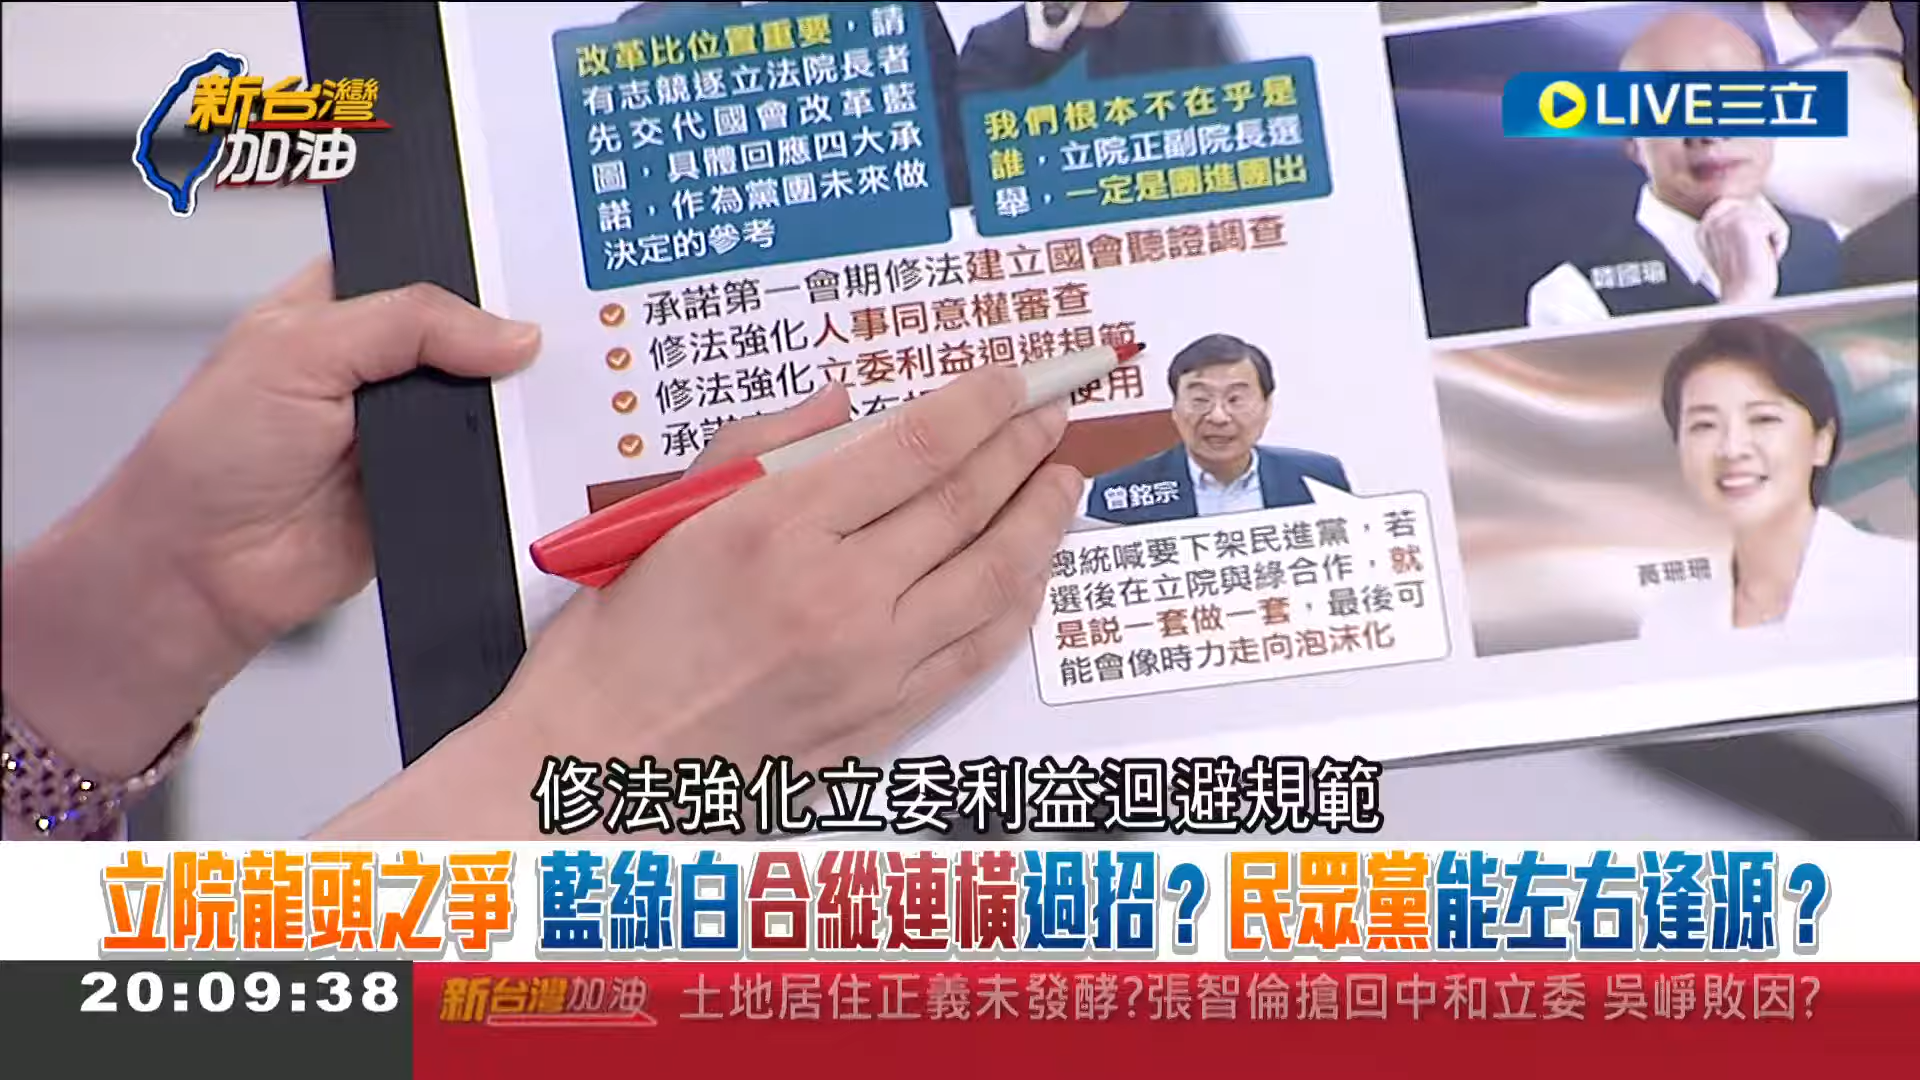 新台灣
加油
LIVE三立
改革比位置重要，請
有志競逐立法院長者
先交代國會改革藍
圖，具體回應四大承
諾，作為黨團未來做
決定的參考
我們根本不在乎是
誰，立院正副院長選
舉，一定是團進團出
承諾第一會期修法建立國會聽證調查
修法強化人事同意權審查
修法強化立委利益迴避規範
承諾
使用
韓國瑜
曾銘宗
總統喊要下架民進黨，若
選後在立院與綠合作，就
是說一套做一套，最後可
能會像時力走向泡沫化
黃珊珊
修法強化立委利益迴避規範
立院龍頭之爭 藍綠白合縱連橫過招？民眾黨能左右逢源？
20:09:38
新台灣加油 土地居住正義未發酵?張智倫搶回中和立委 吳崢敗因?